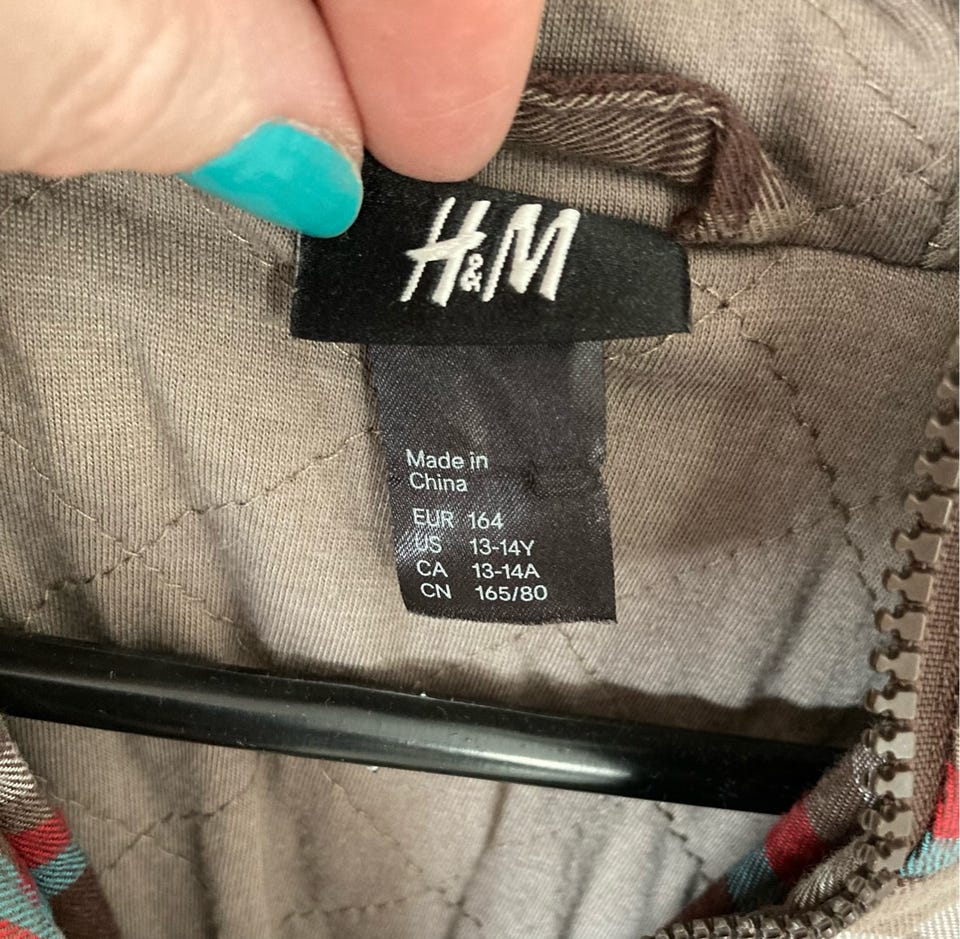 H&M
Made in
China
EUR 164
US 13-14Y
CA 13-14A
CN 165/80